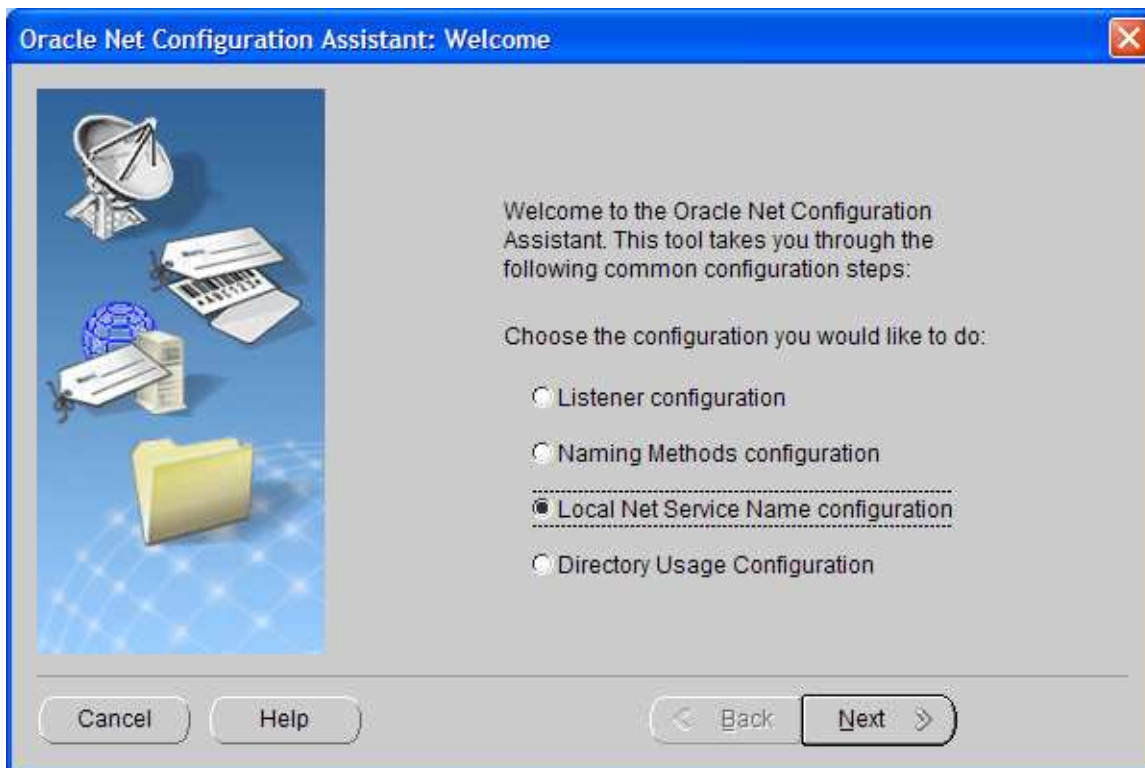 Oracle Net Configuration Assistant: Welcome
Welcome to the Oracle Net Configuration
Assistant. This tool takes you through the
following common configuration steps:
Choose the configuration you would like to do:
Listener configuration
Naming Methods configuration
Local Net Service Name configuration
Directory Usage Configuration
Cancel
Help
Back
Next